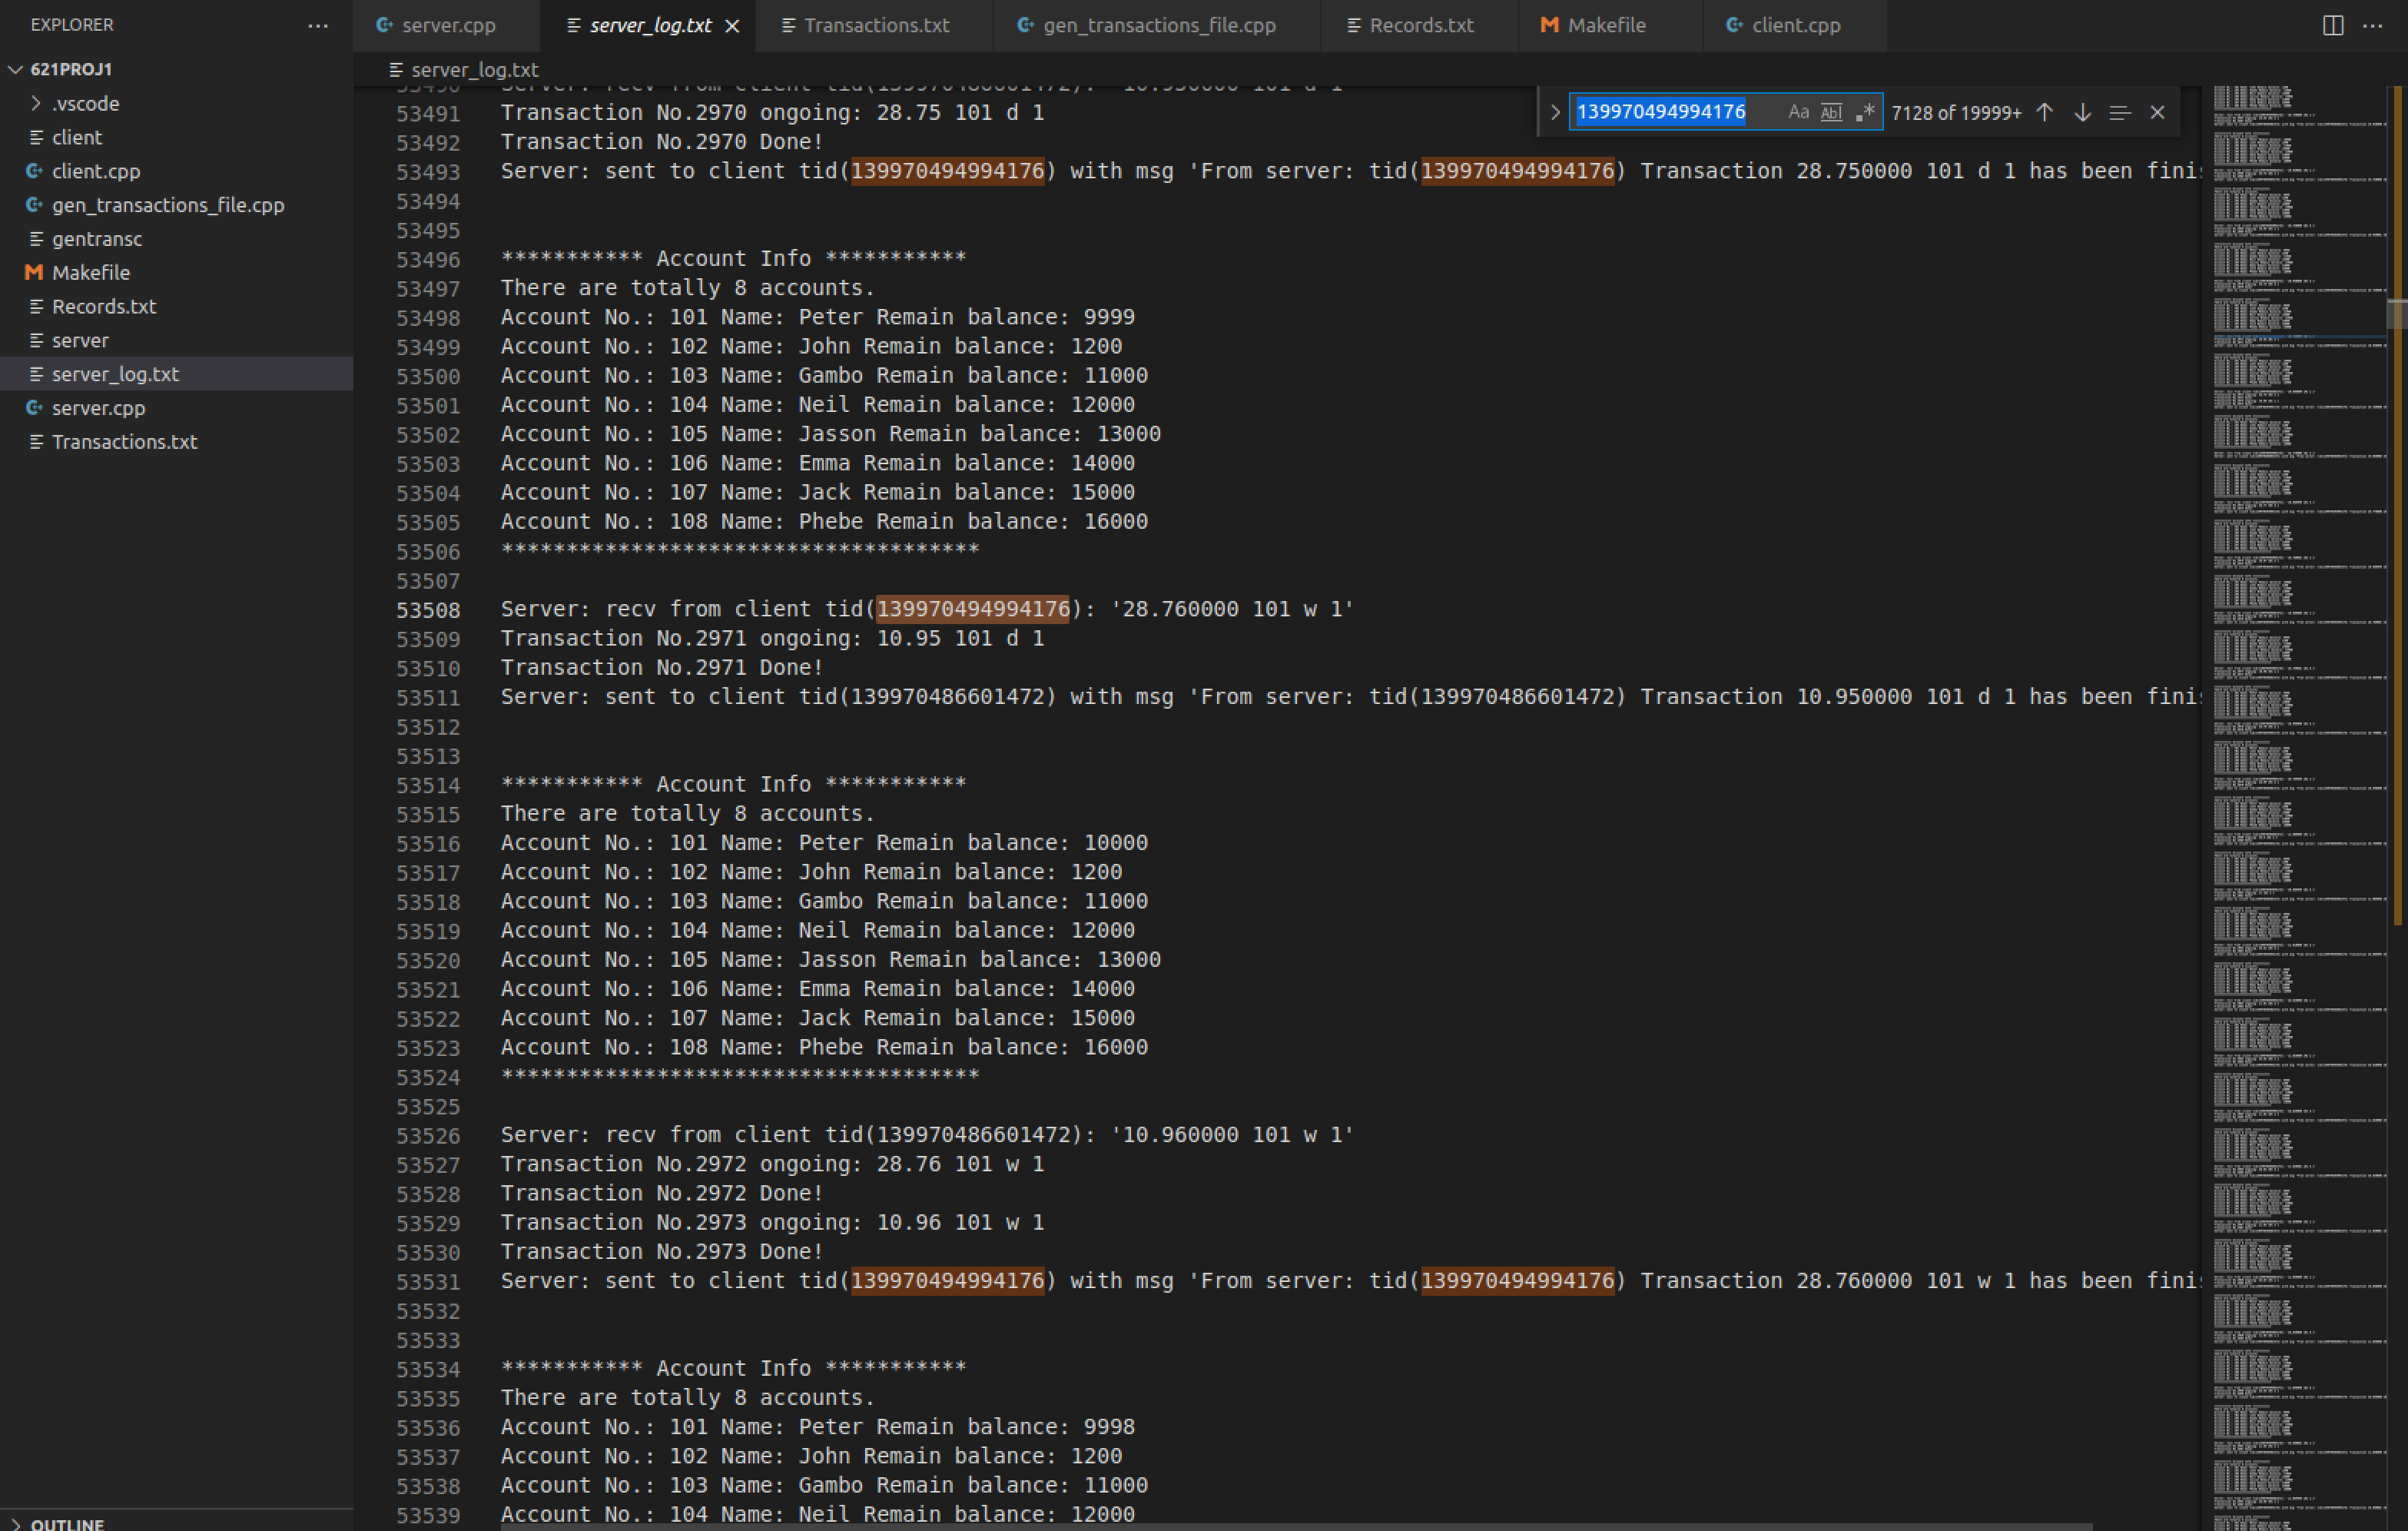 EXPLORER
621PROJ1
.vscode
client
client.cpp
gen_transactions_file.cpp
gentransc
Makefile
Records.txt
server
server_log.txt
server.cpp
Transactions.txt
OUTLINE
server.cpp server_log.txt Transactions.txt gen_transactions_file.cpp Records.txt Makefile client.cpp
server_log.txt
139970494994176 Aa Abl .* 7128 of 19999+
53490 Server: recv from client tid(139970486601472): '10.950000 101 d 1'
53491 Transaction No.2970 ongoing: 28.75 101 d 1
53492 Transaction No.2970 Done!
53493 Server: sent to client tid(139970494994176) with msg 'From server: tid(139970494994176) Transaction 28.750000 101 d 1 has been finis
53494
53495
53496 *********** Account Info ***********
53497 There are totally 8 accounts.
53498 Account No.: 101 Name: Peter Remain balance: 9999
53499 Account No.: 102 Name: John Remain balance: 1200
53500 Account No.: 103 Name: Gambo Remain balance: 11000
53501 Account No.: 104 Name: Neil Remain balance: 12000
53502 Account No.: 105 Name: Jasson Remain balance: 13000
53503 Account No.: 106 Name: Emma Remain balance: 14000
53504 Account No.: 107 Name: Jack Remain balance: 15000
53505 Account No.: 108 Name: Phebe Remain balance: 16000
53506 *************************************
53507
53508 Server: recv from client tid(139970494994176): '28.760000 101 w 1'
53509 Transaction No.2971 ongoing: 10.95 101 d 1
53510 Transaction No.2971 Done!
53511 Server: sent to client tid(139970486601472) with msg 'From server: tid(139970486601472) Transaction 10.950000 101 d 1 has been finis
53512
53513
53514 *********** Account Info ***********
53515 There are totally 8 accounts.
53516 Account No.: 101 Name: Peter Remain balance: 10000
53517 Account No.: 102 Name: John Remain balance: 1200
53518 Account No.: 103 Name: Gambo Remain balance: 11000
53519 Account No.: 104 Name: Neil Remain balance: 12000
53520 Account No.: 105 Name: Jasson Remain balance: 13000
53521 Account No.: 106 Name: Emma Remain balance: 14000
53522 Account No.: 107 Name: Jack Remain balance: 15000
53523 Account No.: 108 Name: Phebe Remain balance: 16000
53524 *************************************
53525
53526 Server: recv from client tid(139970486601472): '10.960000 101 w 1'
53527 Transaction No.2972 ongoing: 28.76 101 w 1
53528 Transaction No.2972 Done!
53529 Transaction No.2973 ongoing: 10.96 101 w 1
53530 Transaction No.2973 Done!
53531 Server: sent to client tid(139970494994176) with msg 'From server: tid(139970494994176) Transaction 28.760000 101 w 1 has been finis
53532
53533
53534 *********** Account Info ***********
53535 There are totally 8 accounts.
53536 Account No.: 101 Name: Peter Remain balance: 9998
53537 Account No.: 102 Name: John Remain balance: 1200
53538 Account No.: 103 Name: Gambo Remain balance: 11000
53539 Account No.: 104 Name: Neil Remain balance: 12000